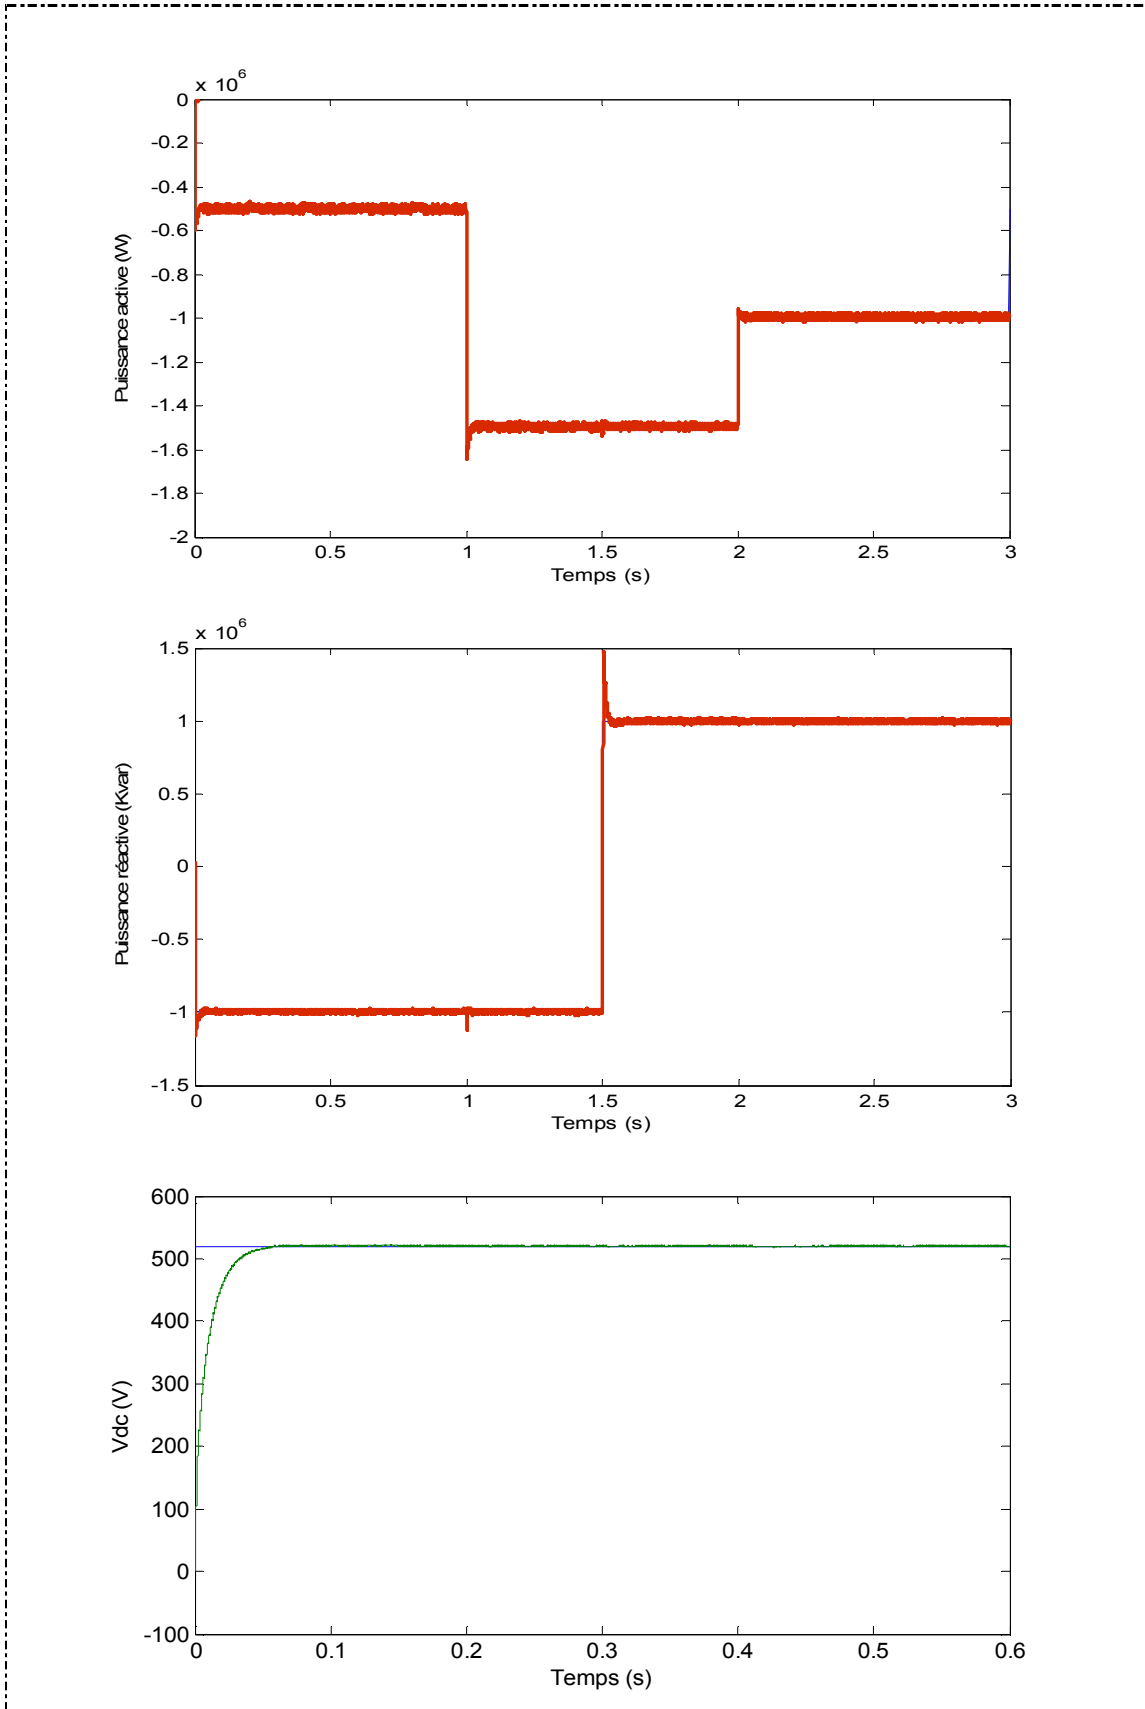 x 10^6
0
-0.2
-0.4
-0.6
-0.8
-1
-1.2
-1.4
-1.6
-1.8
-2
Puissance active (W)
0 0.5 1 1.5 2 2.5 3
Temps (s)
x 10^6
1.5
1
0.5
0
-0.5
-1
-1.5
Puissance réactive (Kvar)
0 0.5 1 1.5 2 2.5 3
Temps (s)
600
500
400
300
200
100
0
-100
Vdc (V)
0 0.1 0.2 0.3 0.4 0.5 0.6
Temps (s)